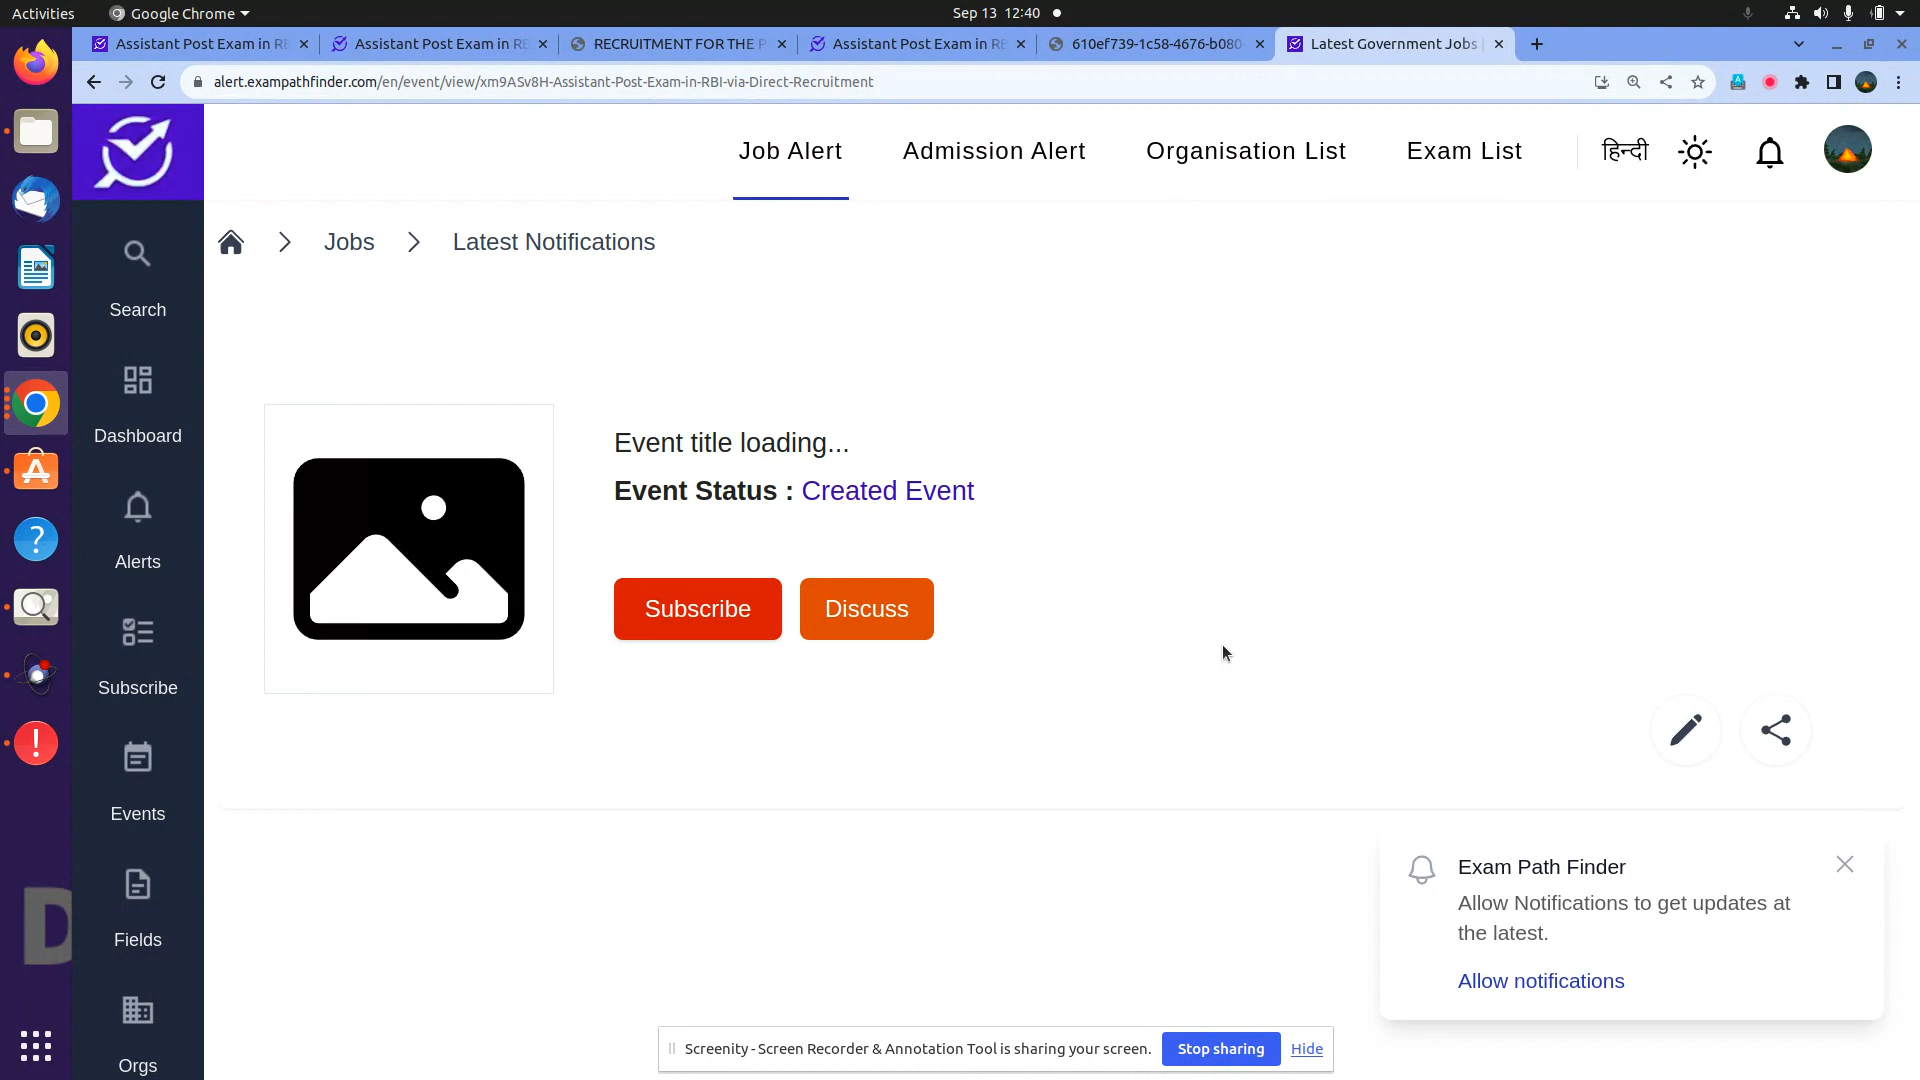 Activities
Google Chrome
Sep 13 12:40
Assistant Post Exam in RB
Assistant Post Exam in RE
RECRUITMENT FOR THE P
Assistant Post Exam in RE
610ef739-1c58-4676-b080-
Latest Government Jobs |
alert.exampathfinder.com/en/event/view/xm9ASv8H-Assistant-Post-Exam-in-RBI-via-Direct-Recruitment
Job Alert
Admission Alert
Organisation List
Exam List
हिन्दी
Jobs
Latest Notifications
Search
Dashboard
Alerts
Subscribe
Events
Fields
Orgs
Event title loading...
Event Status : Created Event
Subscribe
Discuss
Exam Path Finder
Allow Notifications to get updates at
the latest.
Allow notifications
Screenity - Screen Recorder & Annotation Tool is sharing your screen.
Stop sharing
Hide
D